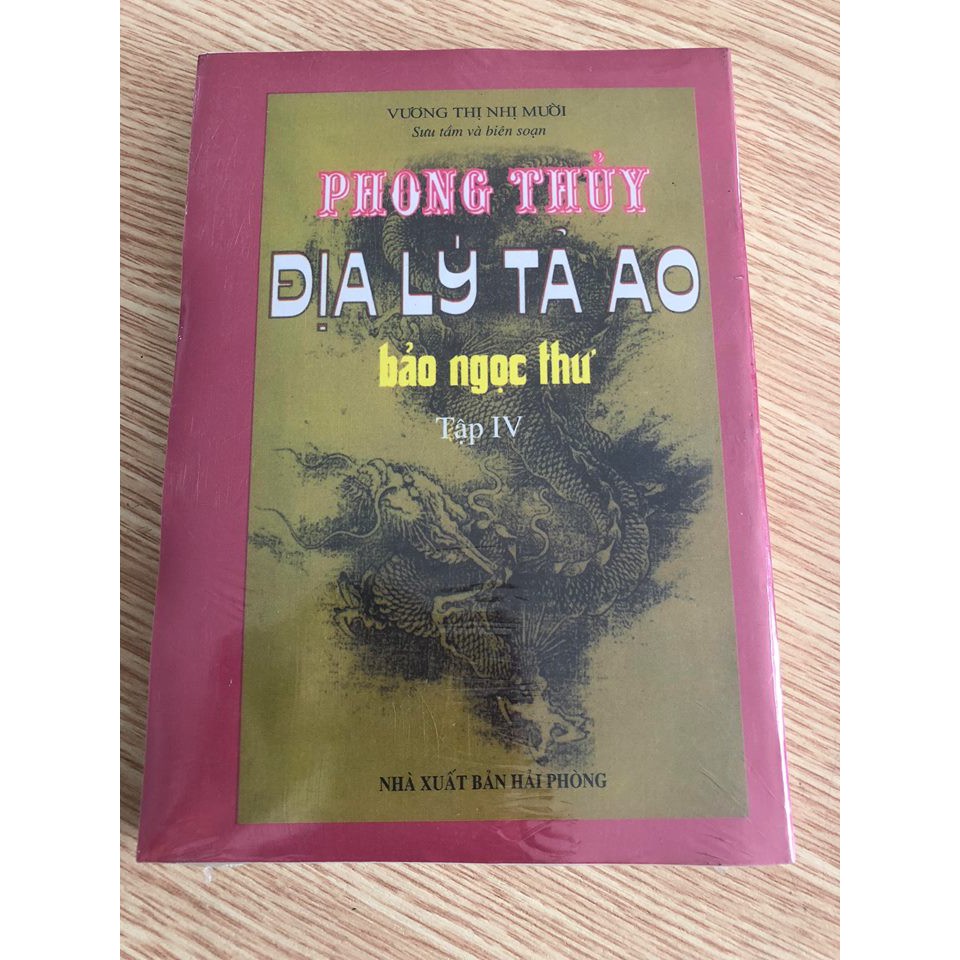 VƯƠNG THỊ NHỊ MƯỜI
Sưu tầm và biên soạn
PHONG THỦY
ĐỊA LÝ TẢ AO
bảo ngọc thư
Tập IV
NHÀ XUẤT BẢN HẢI PHÒNG